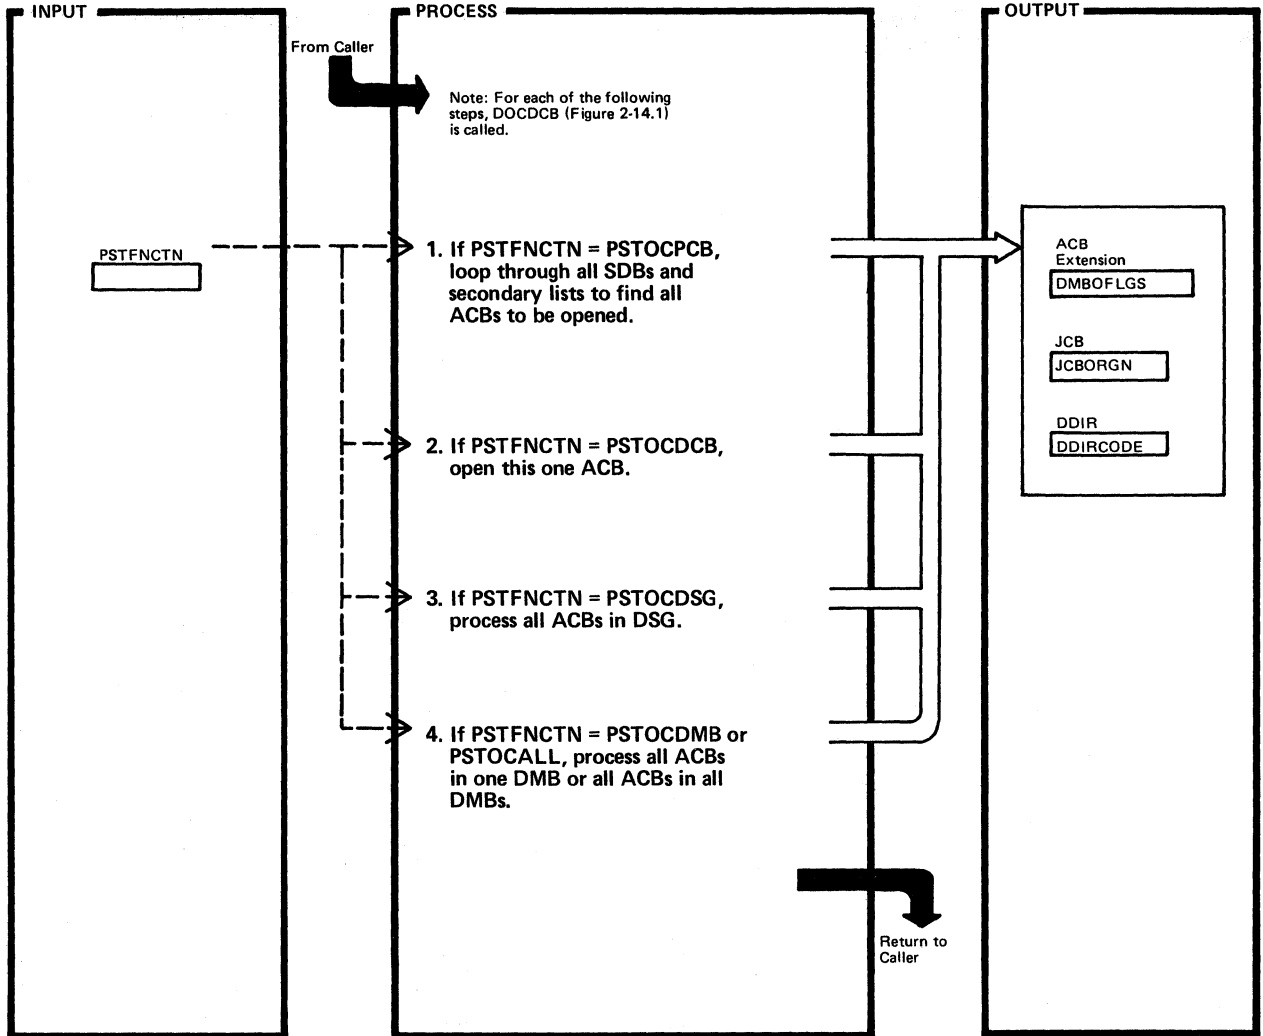 INPUT
PROCESS
OUTPUT
From Caller
Note: For each of the following
steps, DOCDCB (Figure 2-14.1)
is called.
PSTFNCTN
1. If PSTFNCTN = PSTOCPCB,
loop through all SDBs and
secondary lists to find all
ACBs to be opened.
2. If PSTFNCTN = PSTOCDCB,
open this one ACB.
3. If PSTFNCTN = PSTOCDSG,
process all ACBs in DSG.
4. If PSTFNCTN = PSTOCDMB or
PSTOCALL, process all ACBs
in one DMB or all ACBs in all
DMBs.
ACB
Extension
DMBOFLGS
JCB
JCBORGN
DDIR
DDIRCODE
Return to
Caller